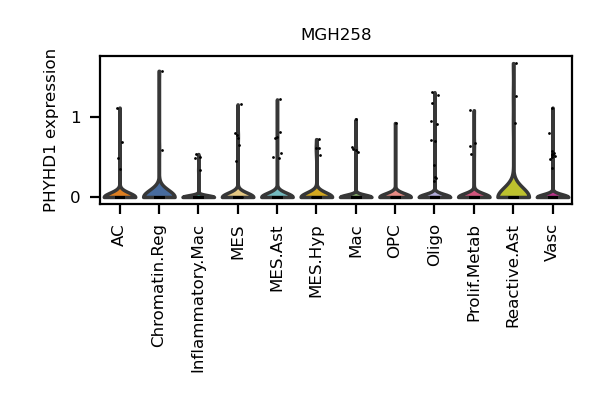 MGH258
PHYHD1 expression
1
0
AC
Chromatin.Reg
Inflammatory.Mac
MES
MES.Ast
MES.Hyp
Mac
OPC
Oligo
Prolif.Metab
Reactive.Ast
Vasc